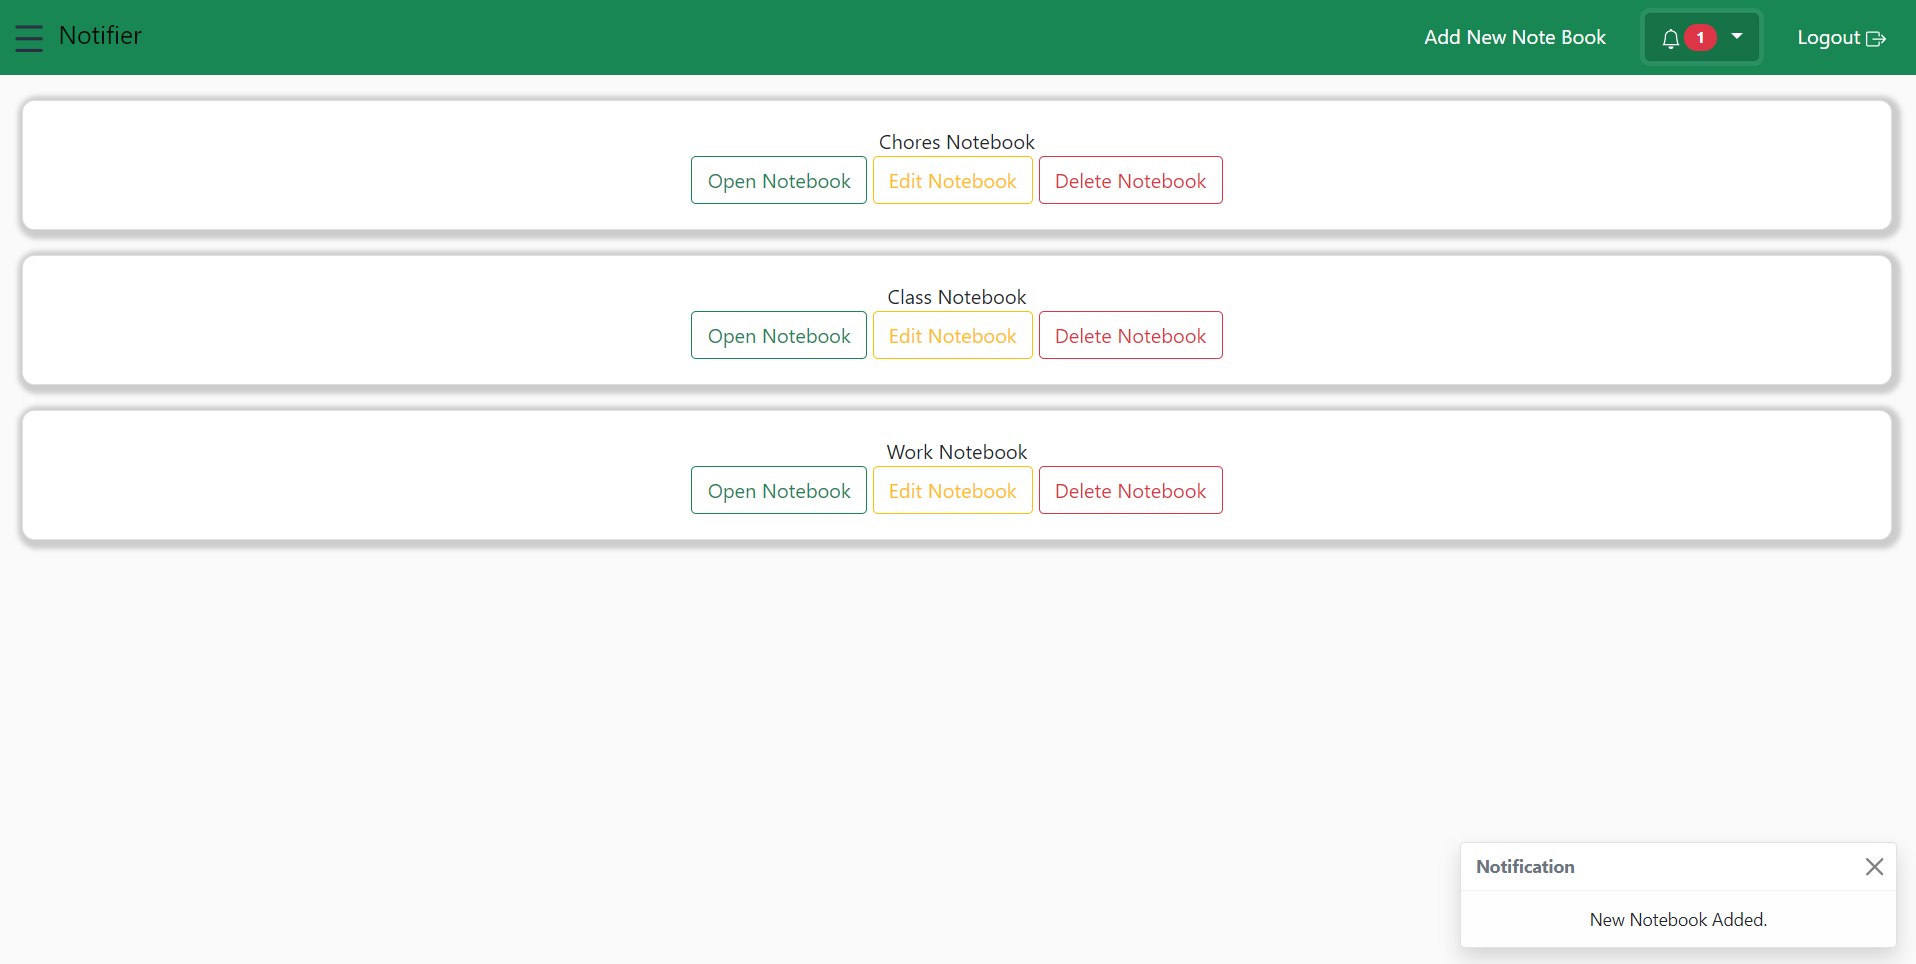 Notifier
Add New Note Book
1
Logout
Chores Notebook
Open Notebook
Edit Notebook
Delete Notebook
Class Notebook
Open Notebook
Edit Notebook
Delete Notebook
Work Notebook
Open Notebook
Edit Notebook
Delete Notebook
Notification
New Notebook Added.